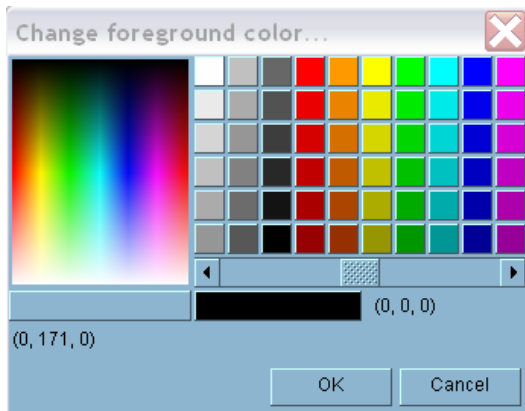 Change foreground color...
(0, 0, 0)
(0, 171, 0)
OK
Cancel